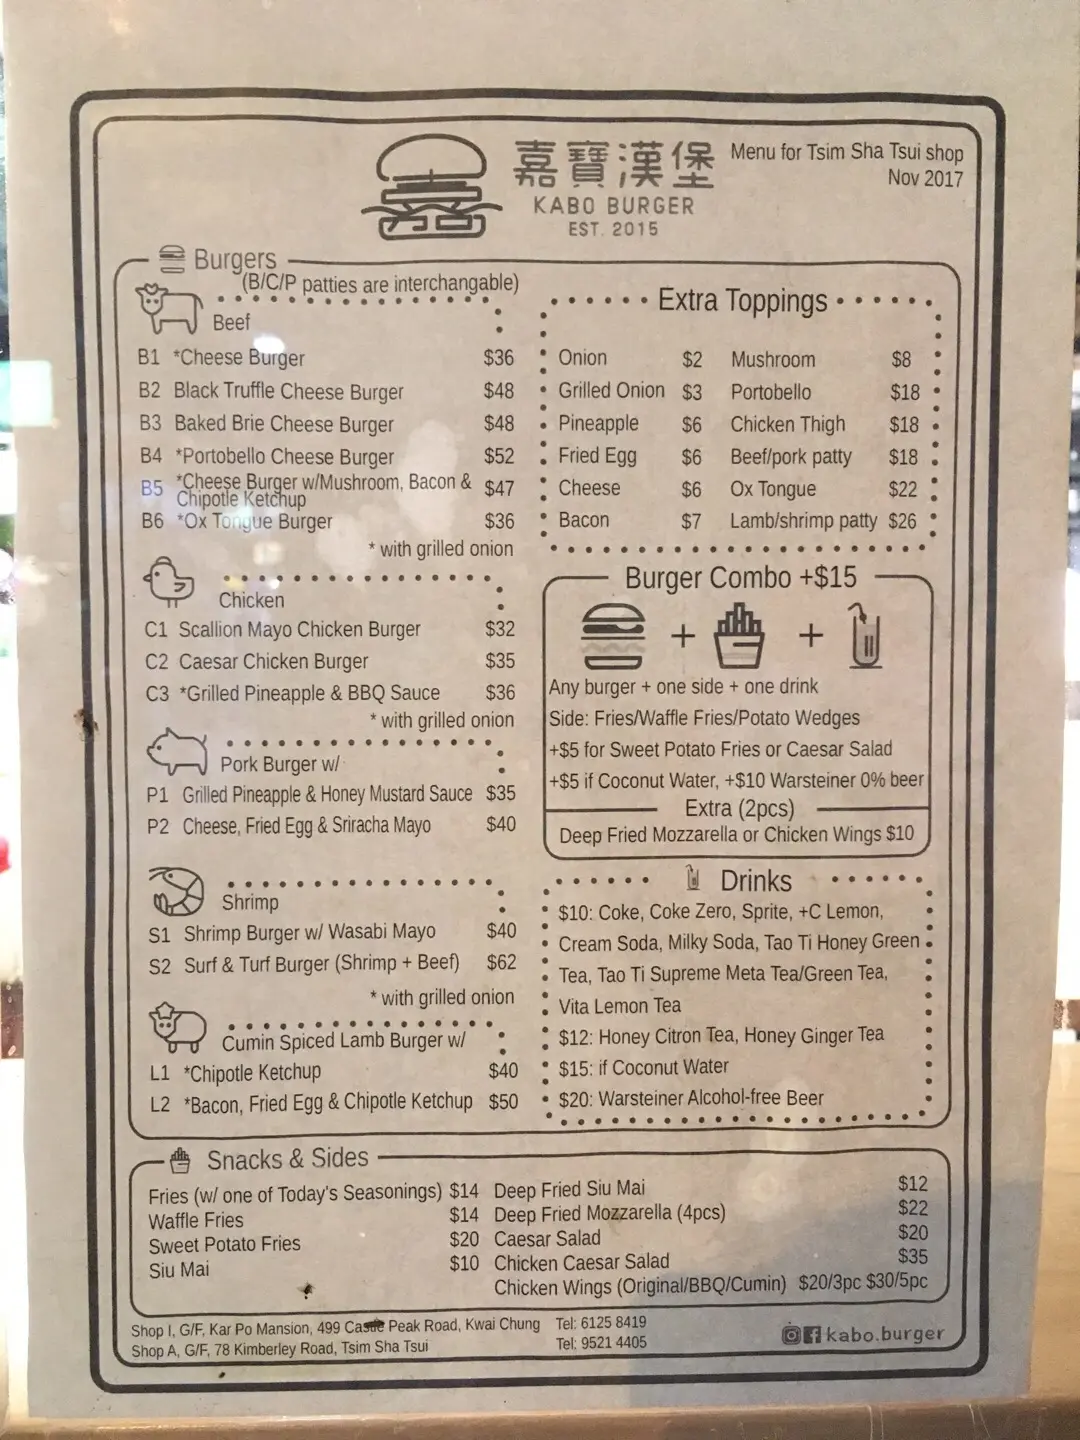 嘉寶漢堡
KABO BURGER
EST. 2015
Menu for Tsim Sha Tsui shop
Nov 2017
Burgers
(B/C/P patties are interchangable)
Beef
B1 *Cheese Burger $36
B2 Black Truffle Cheese Burger $48
B3 Baked Brie Cheese Burger $48
B4 *Portobello Cheese Burger $52
B5 *Cheese Burger w/Mushroom, Bacon & $47
Chipotle Ketchup
B6 *Ox Tongue Burger $36
* with grilled onion
Chicken
C1 Scallion Mayo Chicken Burger $32
C2 Caesar Chicken Burger $35
C3 *Grilled Pineapple & BBQ Sauce $36
* with grilled onion
Pork Burger w/
P1 Grilled Pineapple & Honey Mustard Sauce $35
P2 Cheese, Fried Egg & Sriracha Mayo $40
Shrimp
S1 Shrimp Burger w/ Wasabi Mayo $40
S2 Surf & Turf Burger (Shrimp + Beef) $62
* with grilled onion
Cumin Spiced Lamb Burger w/
L1 *Chipotle Ketchup $40
L2 *Bacon, Fried Egg & Chipotle Ketchup $50
Extra Toppings
Onion $2 Mushroom $8
Grilled Onion $3 Portobello $18
Pineapple $6 Chicken Thigh $18
Fried Egg $6 Beef/pork patty $18
Cheese $6 Ox Tongue $22
Bacon $7 Lamb/shrimp patty $26
Burger Combo +$15
+ +
Any burger + one side + one drink
Side: Fries/Waffle Fries/Potato Wedges
+$5 for Sweet Potato Fries or Caesar Salad
+$5 if Coconut Water, +$10 Warsteiner 0% beer
Extra (2pcs)
Deep Fried Mozzarella or Chicken Wings $10
Drinks
$10: Coke, Coke Zero, Sprite, +C Lemon,
Cream Soda, Milky Soda, Tao Ti Honey Green
Tea, Tao Ti Supreme Meta Tea/Green Tea,
Vita Lemon Tea
$12: Honey Citron Tea, Honey Ginger Tea
$15: if Coconut Water
$20: Warsteiner Alcohol-free Beer
Snacks & Sides
Fries (w/ one of Today's Seasonings) $14
Waffle Fries $14
Sweet Potato Fries $20
Siu Mai $10
Deep Fried Siu Mai $12
Deep Fried Mozzarella (4pcs) $22
Caesar Salad $20
Chicken Caesar Salad $35
Chicken Wings (Original/BBQ/Cumin) $20/3pc $30/5pc
Shop I, G/F, Kar Po Mansion, 499 Castle Peak Road, Kwai Chung Tel: 6125 8419
Shop A, G/F, 78 Kimberley Road, Tsim Sha Tsui Tel: 9521 4405
kabo.burger